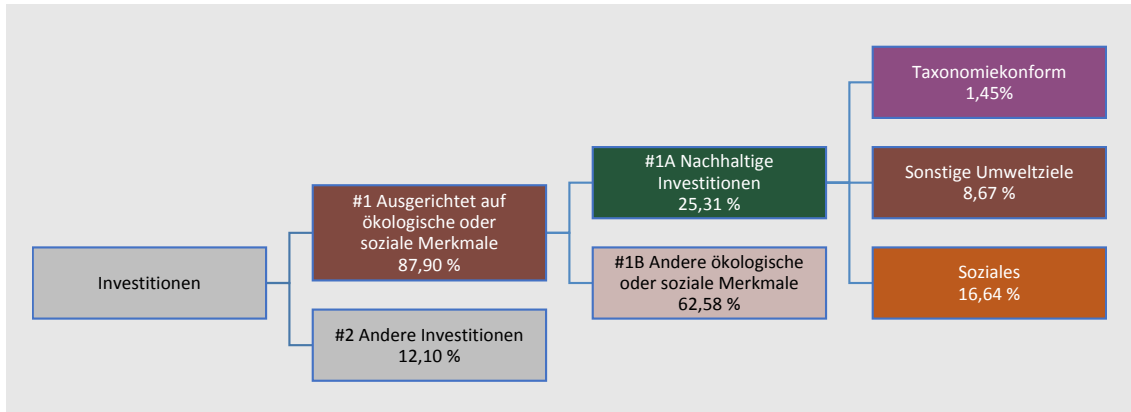 Investitionen
#1 Ausgerichtet auf
ökologische oder
soziale Merkmale
87,90 %
#2 Andere Investitionen
12,10 %
#1A Nachhaltige
Investitionen
25,31 %
#1B Andere ökologische
oder soziale Merkmale
62,58 %
Taxonomiekonform
1,45%
Sonstige Umweltziele
8,67 %
Soziales
16,64 %